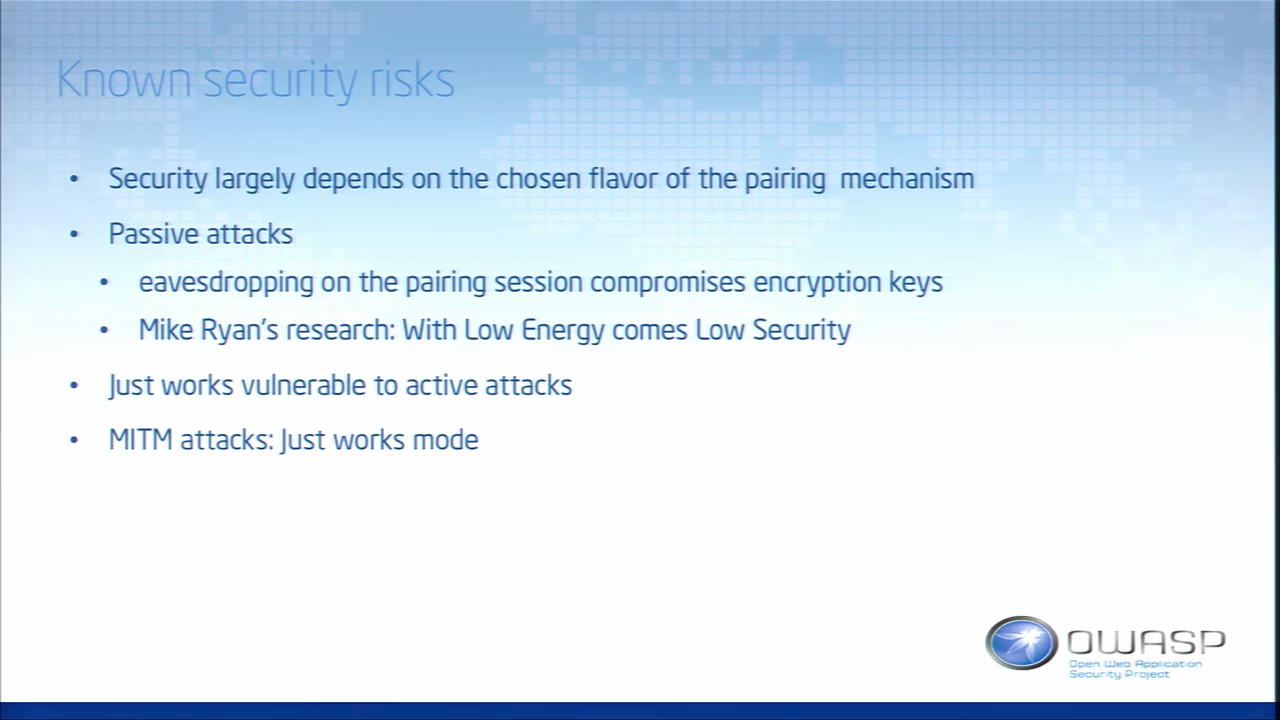 Known security risks
• Security largely depends on the chosen flavor of the pairing mechanism
• Passive attacks
• eavesdropping on the pairing session compromises encryption keys
• Mike Ryan's research: With Low Energy comes Low Security
• Just works vulnerable to active attacks
• MITM attacks: Just works mode
OWASP
Open Web Application
Security Project